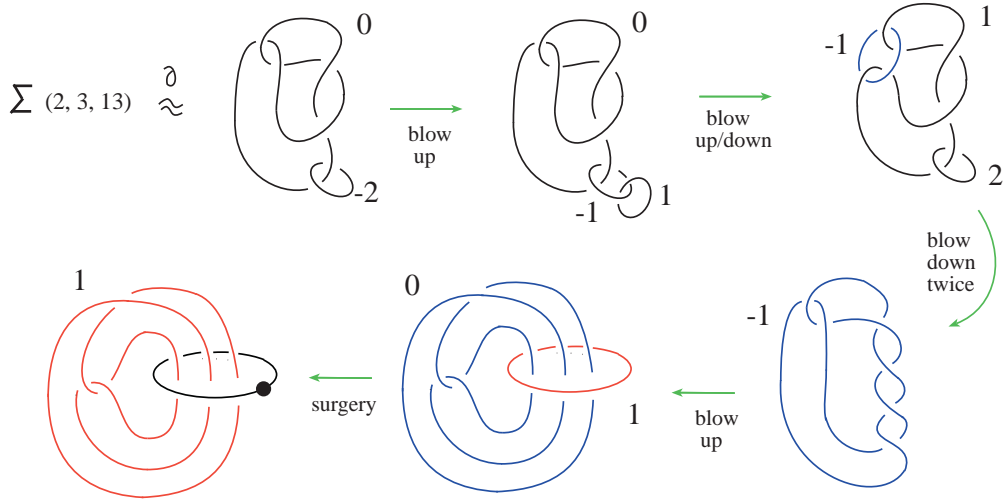 Σ (2, 3, 13) ∂ ≈
0
-2
blow
up
0
-1
1
blow
up/down
-1
1
2
blow
down
twice
1
surgery
0
1
blow
up
-1